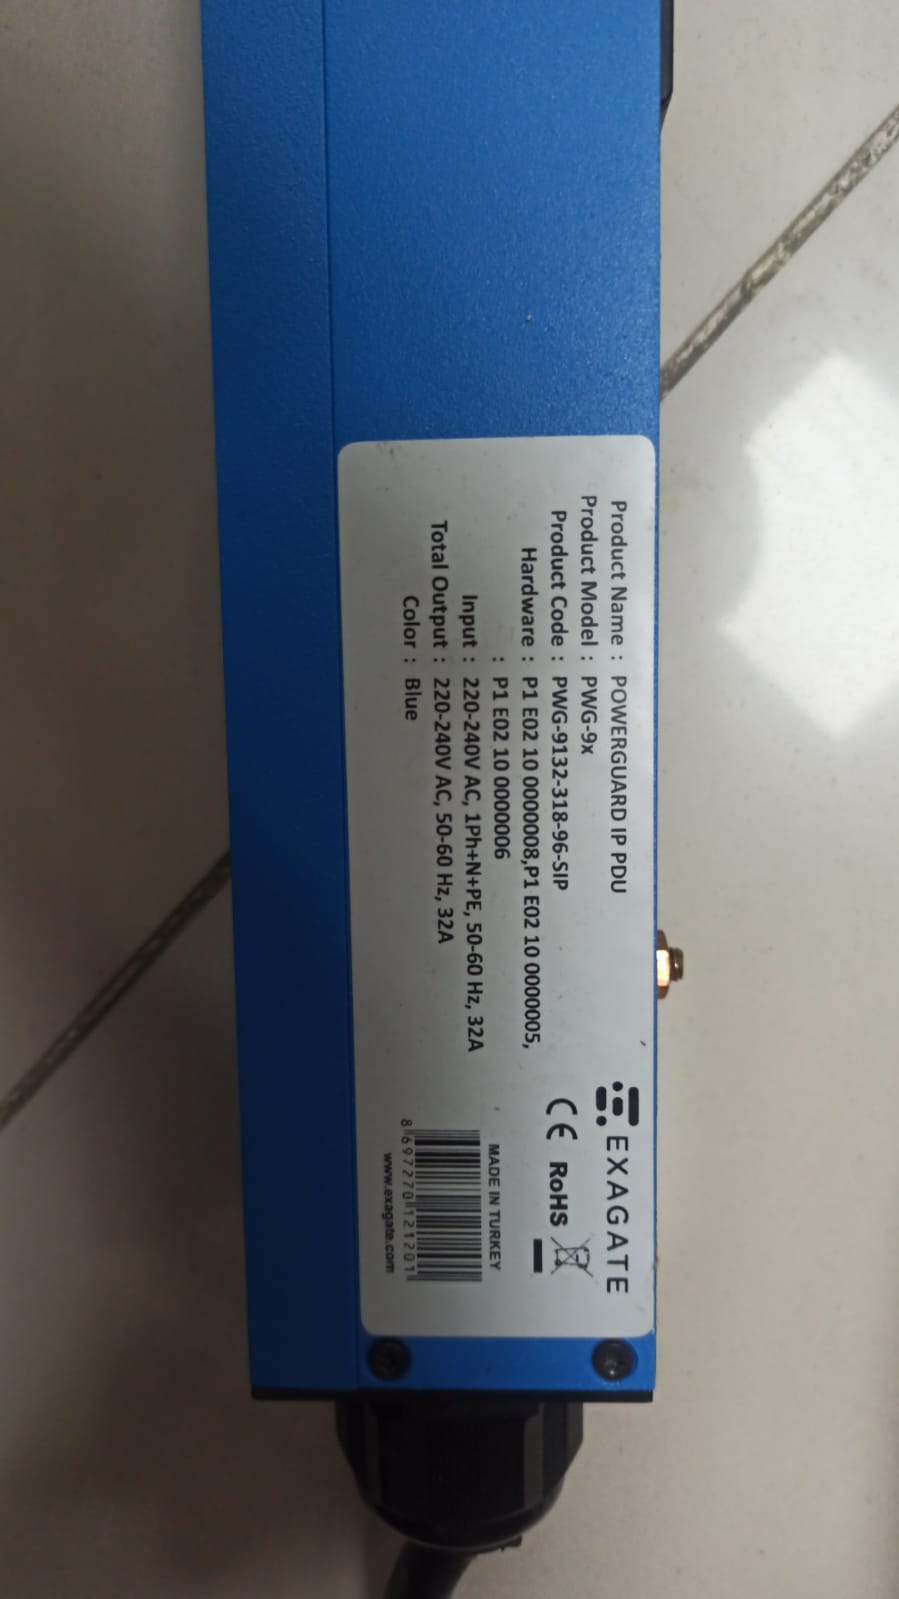 Product Name : POWERGUARD IP PDU
Product Model : PWG-9x
Product Code : PWG-9132-318-96-SIP
Hardware : P1 E02 10 0000008,P1 E02 10 0000005,
: P1 E02 10 0000006
Input : 220-240V AC, 1Ph+N+PE, 50-60 Hz, 32A
Total Output : 220-240V AC, 50-60 Hz, 32A
Color : Blue
EXAGATE
CE RoHS
MADE IN TURKEY
8697270121201
www.exagate.com